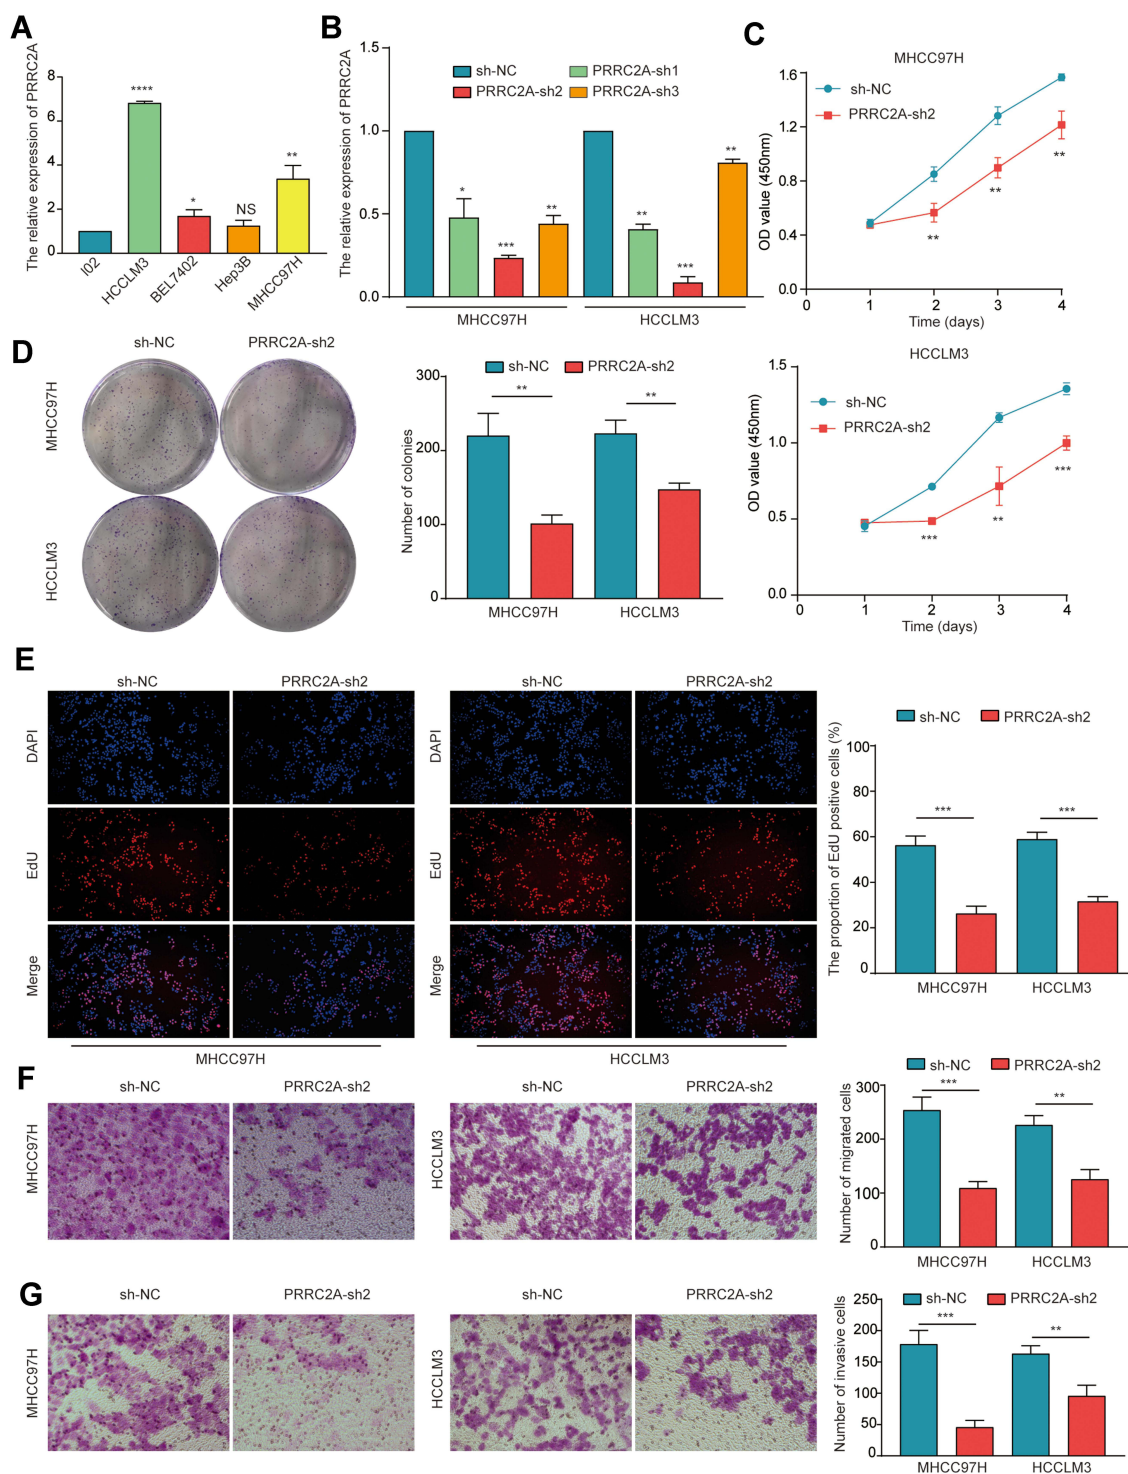 A
The relative expression of PRRC2A
8
6
4
2
0
****
*
NS
**
l02
HCCLM3
BEL7402
Hep3B
MHCC97H
B
The relative expression of PRRC2A
1.5
1.0
0.5
0.0
sh-NC
PRRC2A-sh1
PRRC2A-sh2
PRRC2A-sh3
*
***
**
**
***
**
MHCC97H
HCCLM3
C
MHCC97H
OD value (450nm)
1.6
1.2
0.8
0.4
0.0
sh-NC
PRRC2A-sh2
**
**
**
0
1
2
3
4
Time (days)
HCCLM3
OD value (450nm)
1.5
1.0
0.5
0.0
sh-NC
PRRC2A-sh2
***
**
***
0
1
2
3
4
Time (days)
D
sh-NC
PRRC2A-sh2
MHCC97H
HCCLM3
sh-NC
PRRC2A-sh2
Number of colonies
300
200
100
0
**
**
MHCC97H
HCCLM3
E
sh-NC
PRRC2A-sh2
sh-NC
PRRC2A-sh2
DAPI
EdU
Merge
DAPI
EdU
Merge
MHCC97H
HCCLM3
sh-NC
PRRC2A-sh2
The proportion of EdU positive cells (%)
100
80
60
40
20
0
***
***
MHCC97H
HCCLM3
F
sh-NC
PRRC2A-sh2
sh-NC
PRRC2A-sh2
MHCC97H
HCCLM3
sh-NC
PRRC2A-sh2
Number of migrated cells
300
200
100
0
***
**
MHCC97H
HCCLM3
G
sh-NC
PRRC2A-sh2
sh-NC
PRRC2A-sh2
MHCC97H
HCCLM3
sh-NC
PRRC2A-sh2
Number of invasive cells
250
200
150
100
50
0
***
**
MHCC97H
HCCLM3